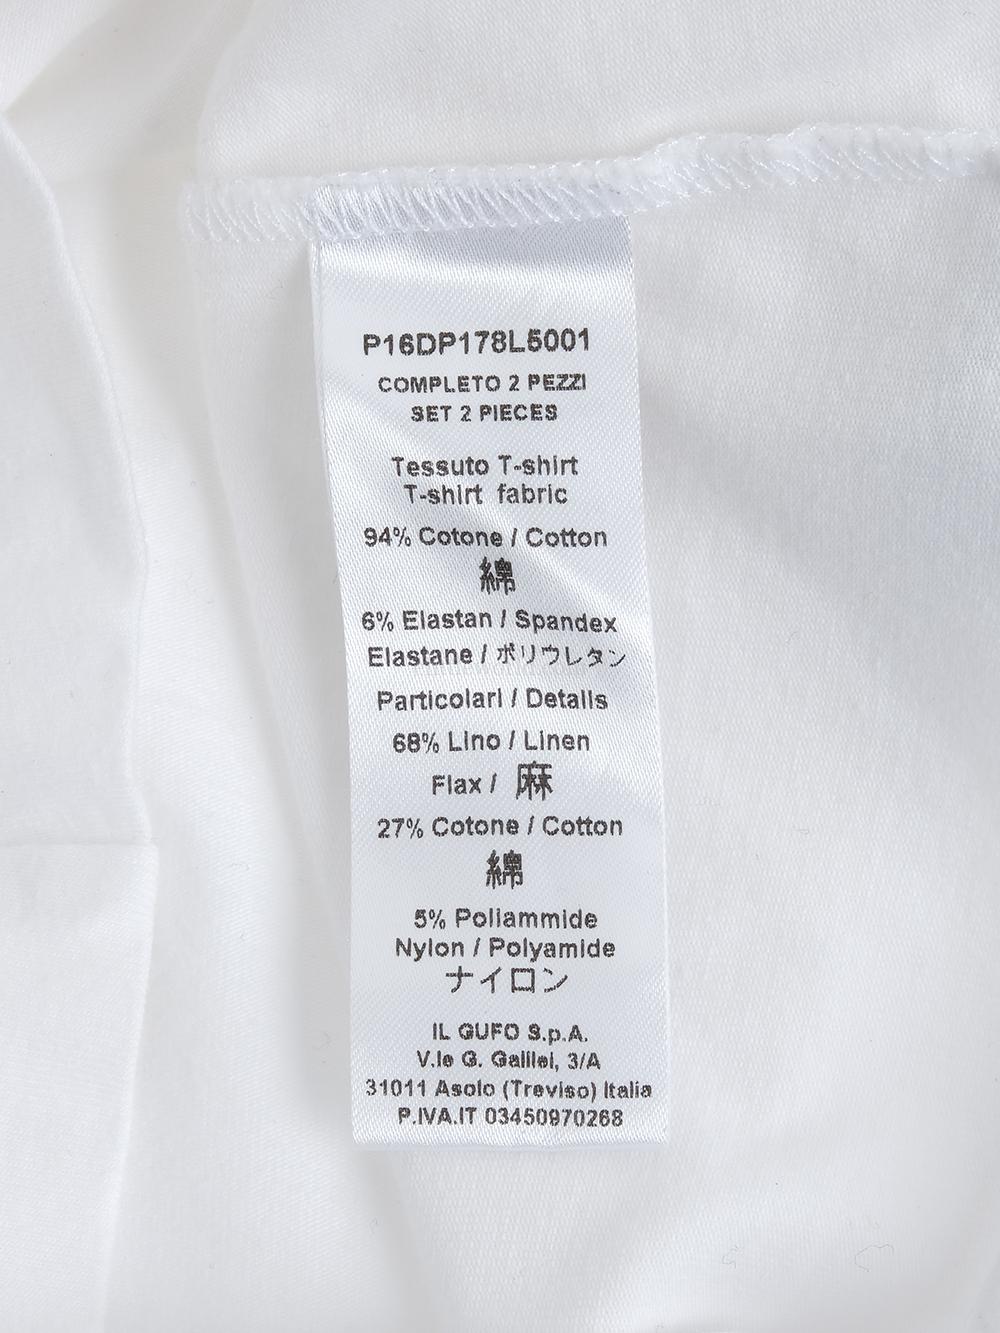 P16DP178L5001
COMPLETO 2 PEZZI
SET 2 PIECES
Tessuto T-shirt
T-shirt fabric
94% Cotone / Cotton
綿
6% Elastan / Spandex
Elastane / ポリウレタン
Particolari / Details
68% Lino / Linen
Flax / 麻
27% Cotone / Cotton
綿
5% Poliammide
Nylon / Polyamide
ナイロン
IL GUFO S.p.A.
V.le G. Galilei, 3/A
31011 Asolo (Treviso) Italia
P.IVA.IT 03450970268